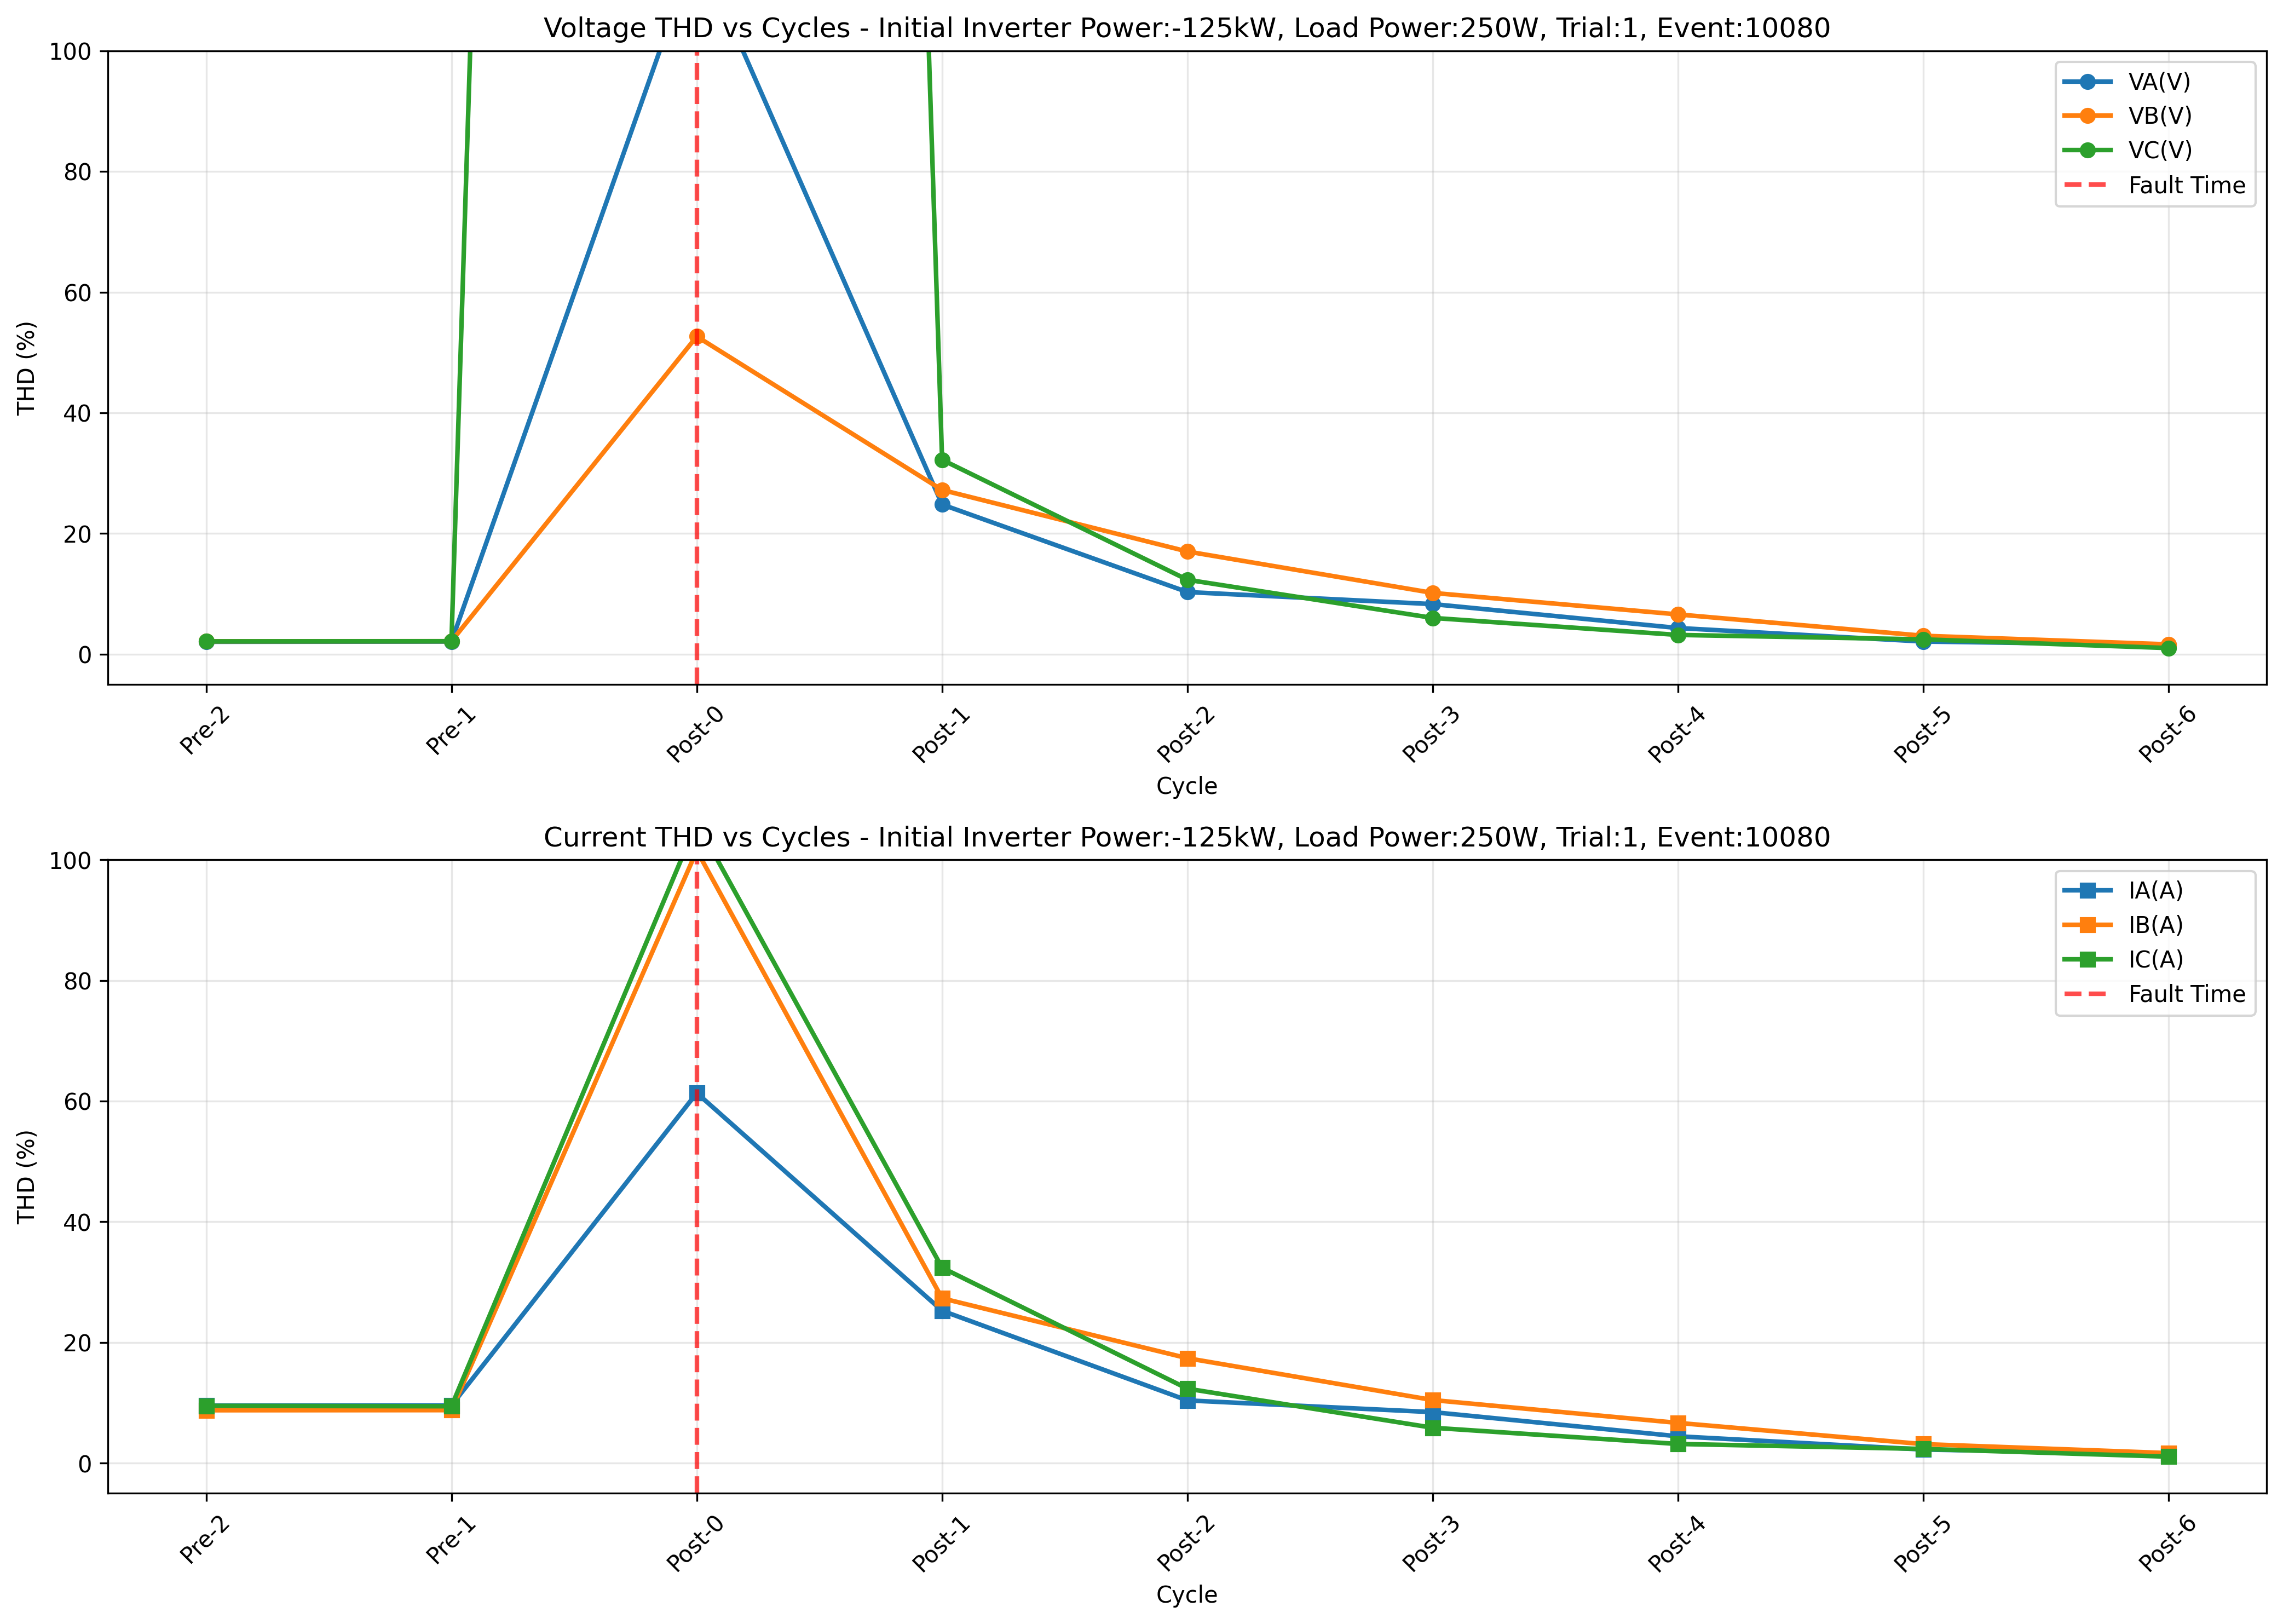 Voltage THD vs Cycles - Initial Inverter Power:-125kW, Load Power:250W, Trial:1, Event:10080
100
80
60
40
20
0
THD (%)
VA(V)
VB(V)
VC(V)
Fault Time
Pre-2
Pre-1
Post-0
Post-1
Post-2
Post-3
Post-4
Post-5
Post-6
Cycle
Current THD vs Cycles - Initial Inverter Power:-125kW, Load Power:250W, Trial:1, Event:10080
100
80
60
40
20
0
THD (%)
IA(A)
IB(A)
IC(A)
Fault Time
Pre-2
Pre-1
Post-0
Post-1
Post-2
Post-3
Post-4
Post-5
Post-6
Cycle